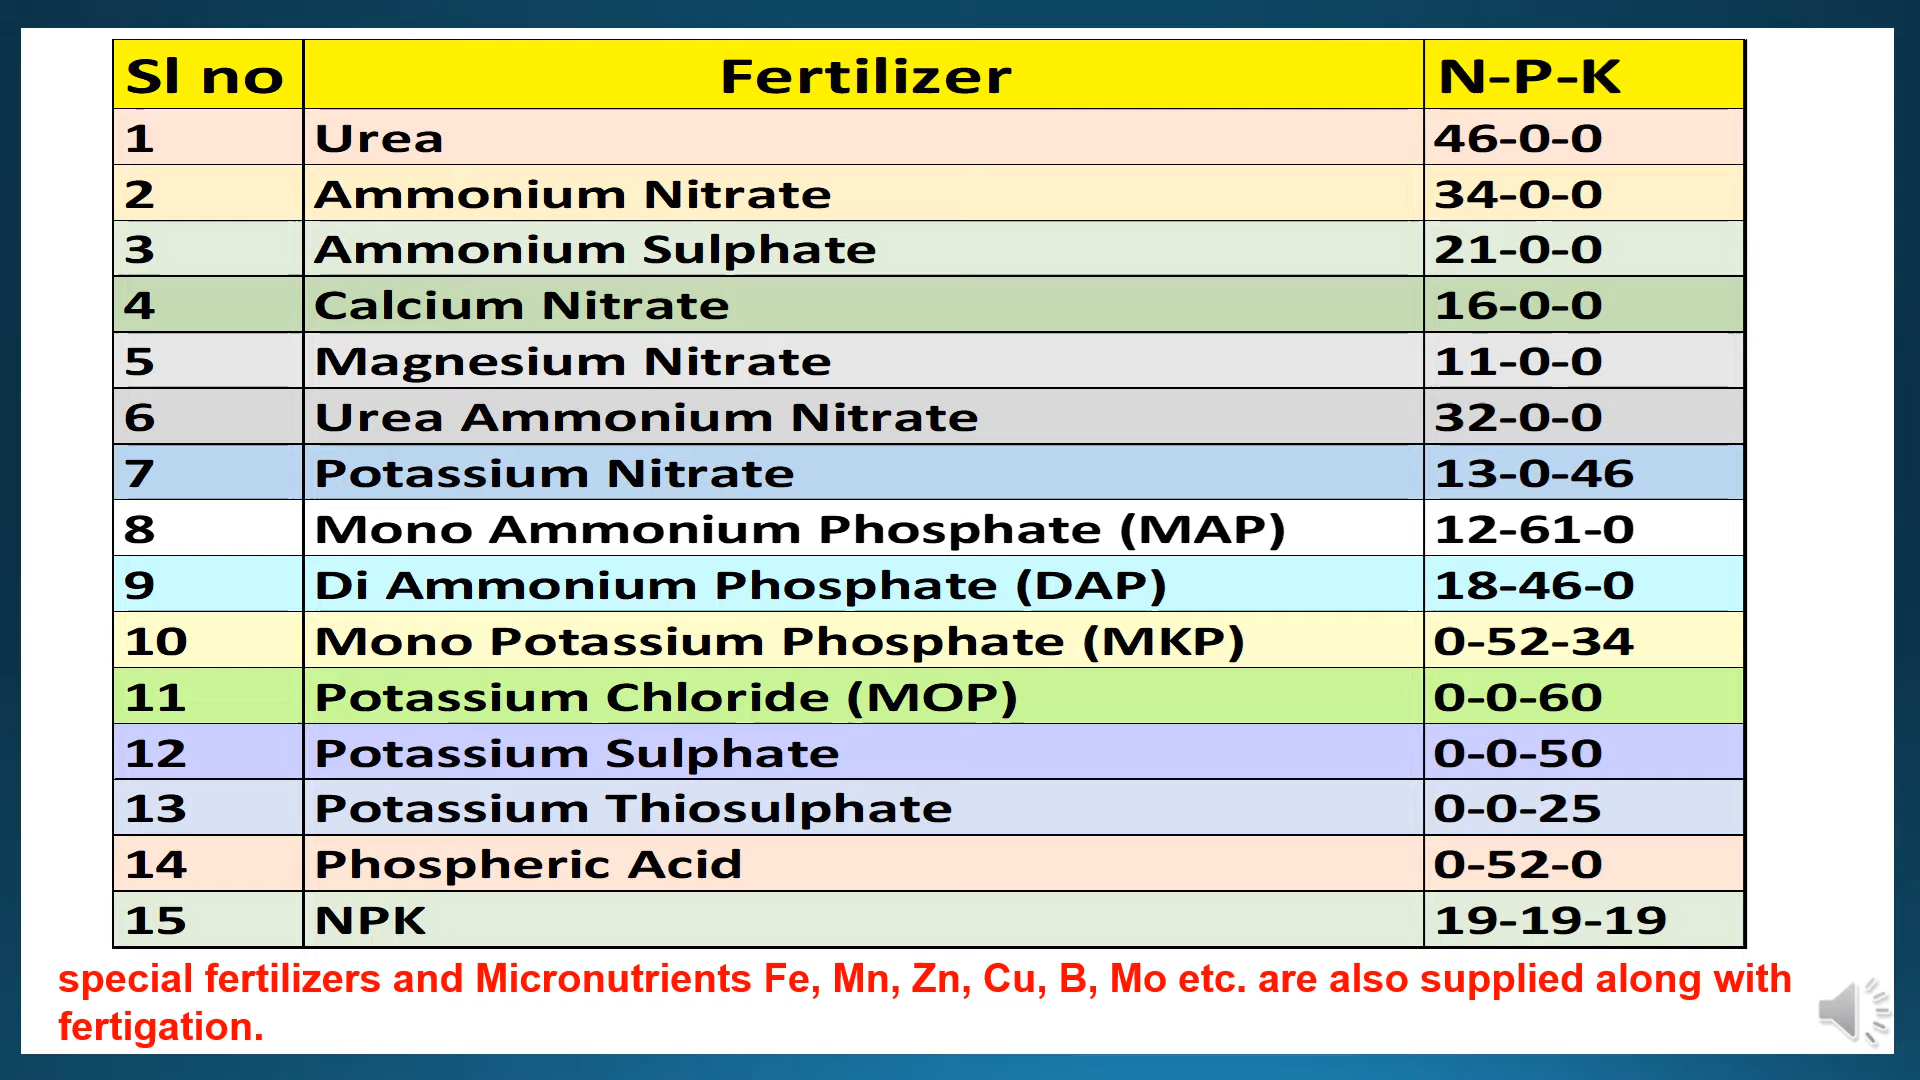 Sl no Fertilizer N-P-K
1 Urea 46-0-0
2 Ammonium Nitrate 34-0-0
3 Ammonium Sulphate 21-0-0
4 Calcium Nitrate 16-0-0
5 Magnesium Nitrate 11-0-0
6 Urea Ammonium Nitrate 32-0-0
7 Potassium Nitrate 13-0-46
8 Mono Ammonium Phosphate (MAP) 12-61-0
9 Di Ammonium Phosphate (DAP) 18-46-0
10 Mono Potassium Phosphate (MKP) 0-52-34
11 Potassium Chloride (MOP) 0-0-60
12 Potassium Sulphate 0-0-50
13 Potassium Thiosulphate 0-0-25
14 Phospheric Acid 0-52-0
15 NPK 19-19-19
special fertilizers and Micronutrients Fe, Mn, Zn, Cu, B, Mo etc. are also supplied along with
fertigation.